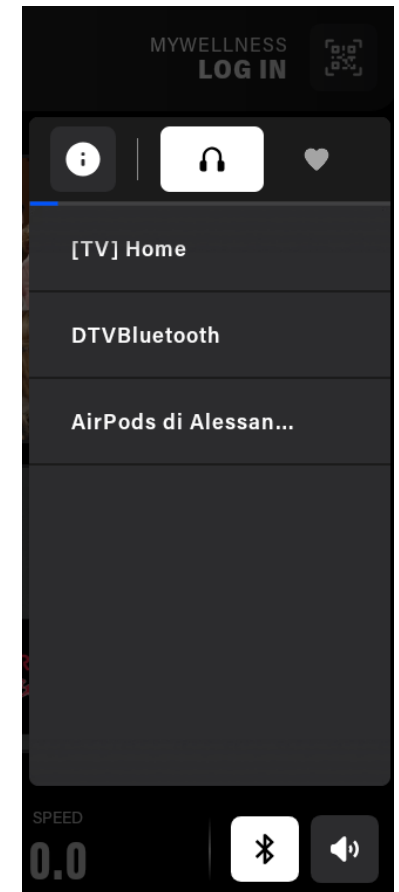 MYWELLNESS
LOG IN
[TV] Home
DTVBluetooth
AirPods di Alessan...
SPEED
0.0